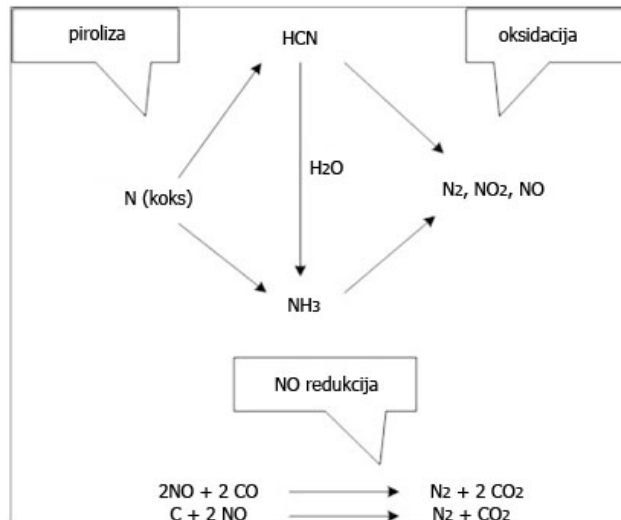 piroliza
HCN
oksidacija
H2O
N (koks)
N2, NO2, NO
NH3
NO redukcija
2NO + 2 CO → N2 + 2 CO2
C + 2 NO → N2 + CO2